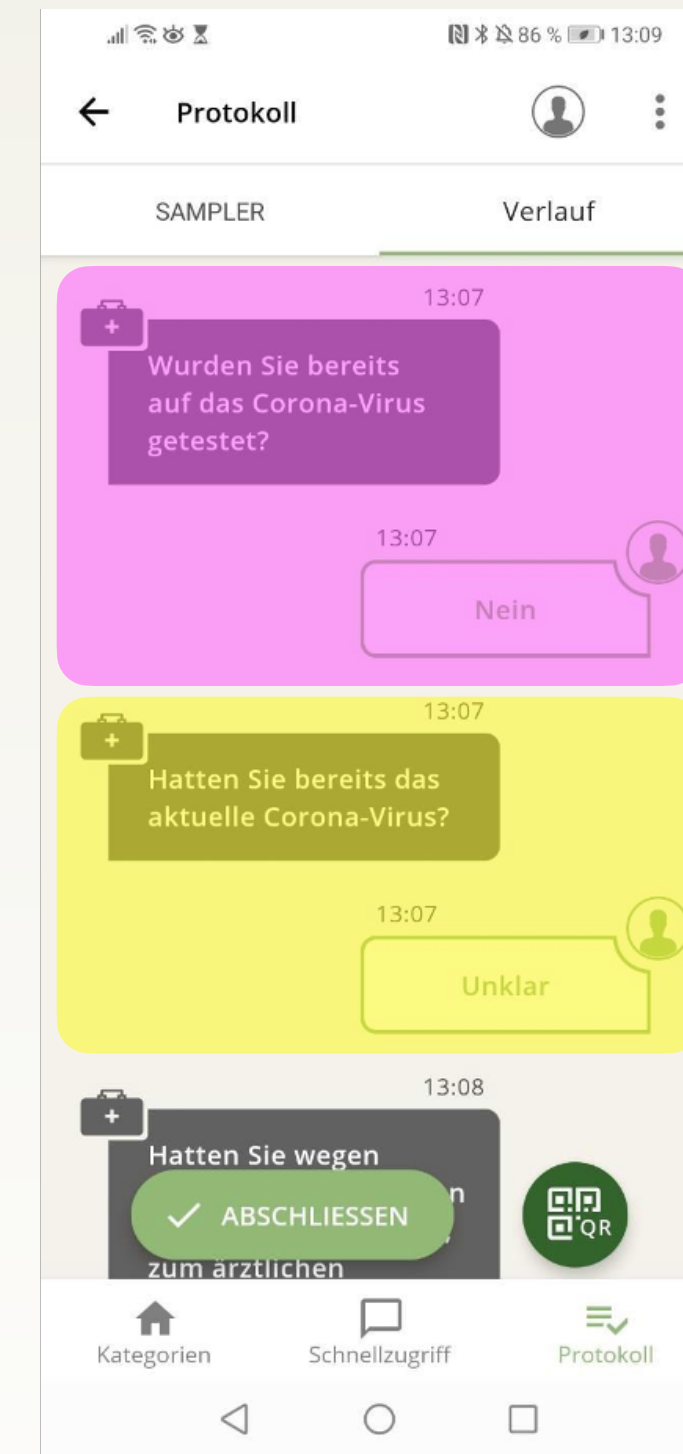 86 % 13:09
Protokoll
SAMPLER Verlauf
13:07
Wurden Sie bereits
auf das Corona-Virus
getestet?
13:07
Nein
13:07
Hatten Sie bereits das
aktuelle Corona-Virus?
13:07
Unklar
13:08
Hatten Sie wegen
ABSCHLIESSEN
QR
zum ärztlichen
Kategorien Schnellzugriff Protokoll